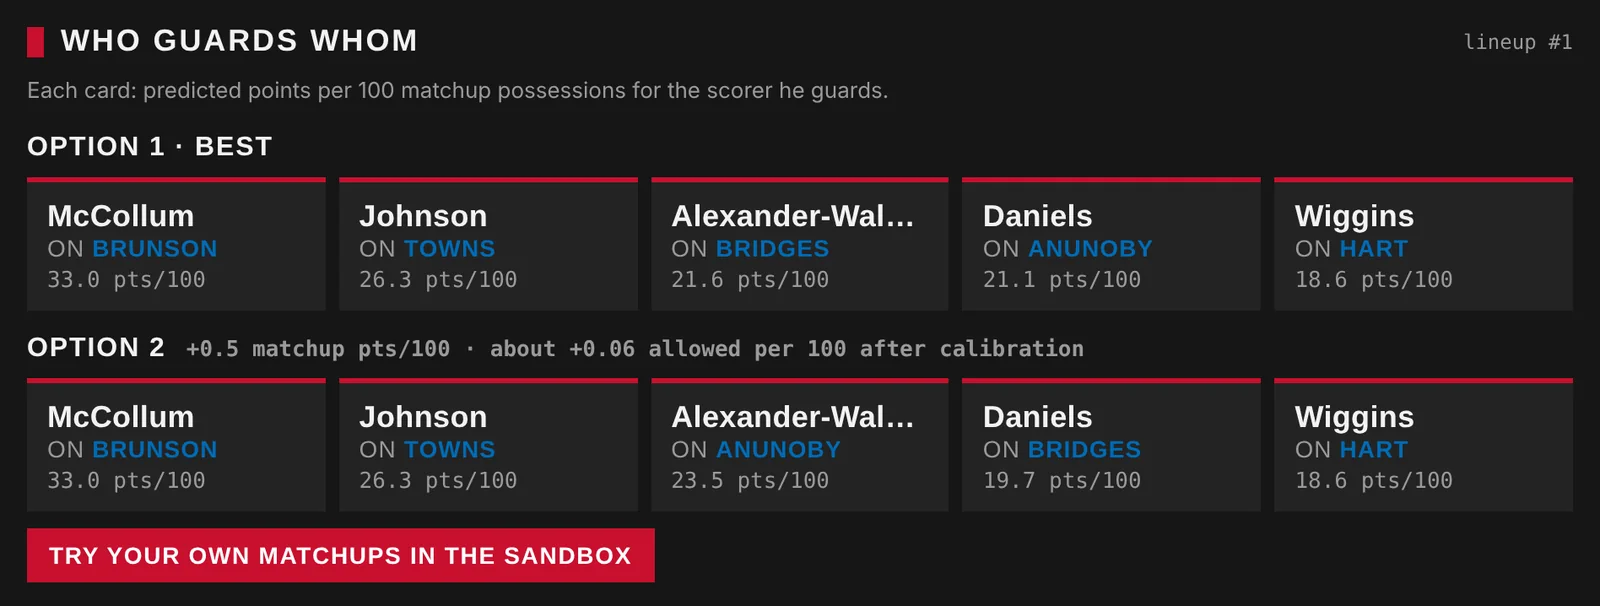 WHO GUARDS WHOM
lineup #1
Each card: predicted points per 100 matchup possessions for the scorer he guards.
OPTION 1 · BEST
McCollum
ON BRUNSON
33.0 pts/100
Johnson
ON TOWNS
26.3 pts/100
Alexander-Wal...
ON BRIDGES
21.6 pts/100
Daniels
ON ANUNOBY
21.1 pts/100
Wiggins
ON HART
18.6 pts/100
OPTION 2 +0.5 matchup pts/100 · about +0.06 allowed per 100 after calibration
McCollum
ON BRUNSON
33.0 pts/100
Johnson
ON TOWNS
26.3 pts/100
Alexander-Wal...
ON ANUNOBY
23.5 pts/100
Daniels
ON BRIDGES
19.7 pts/100
Wiggins
ON HART
18.6 pts/100
TRY YOUR OWN MATCHUPS IN THE SANDBOX